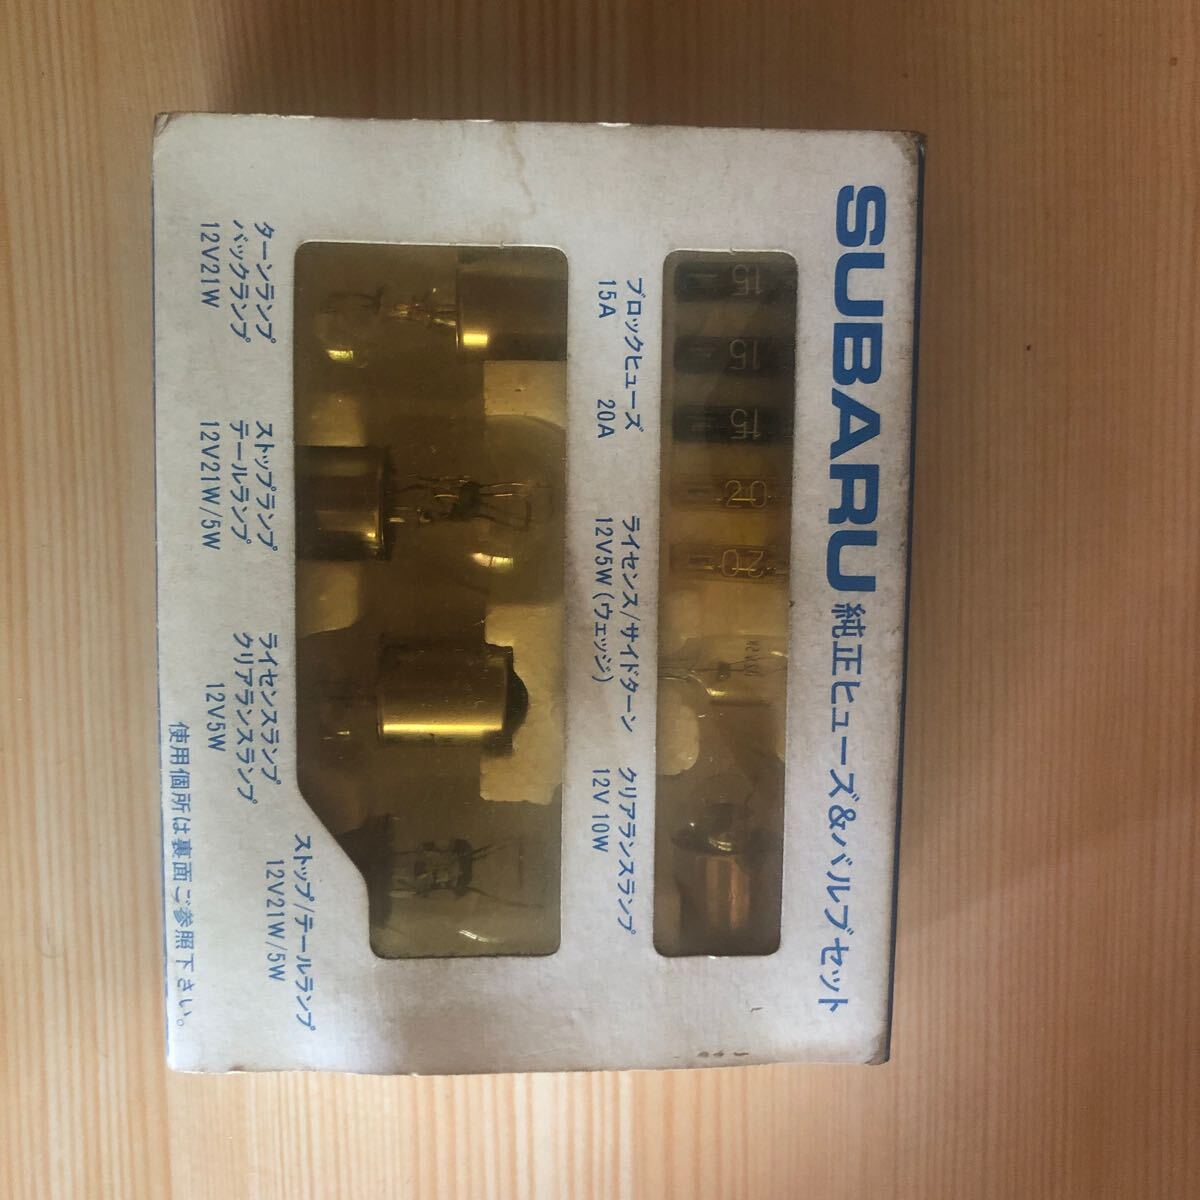 SUBARU 純正ヒューズ&バルブセット
15
15
15
20
20
ブロックヒューズ
15A 20A
ライセンス/サイドターン
12V5W(ウェッジ)
クリアランスランプ
12V 10W
ターンランプ
バックランプ
12V21W
ストップランプ
テールランプ
12V21W/5W
ライセンスランプ
クリアランスランプ
12V5W
ストップ/テールランプ
12V21W/5W
使用個所は裏面ご参照下さい。